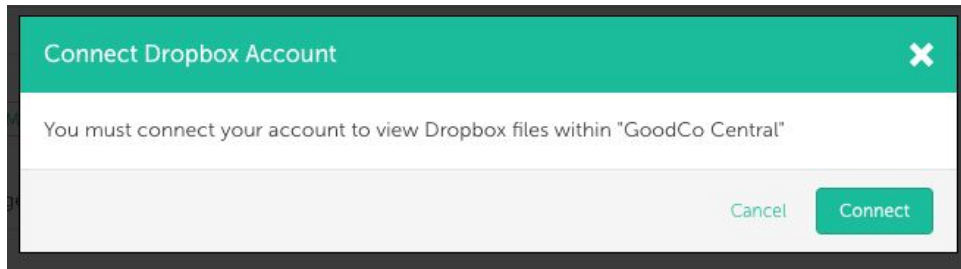 Connect Dropbox Account
You must connect your account to view Dropbox files within "GoodCo Central"
Cancel
Connect